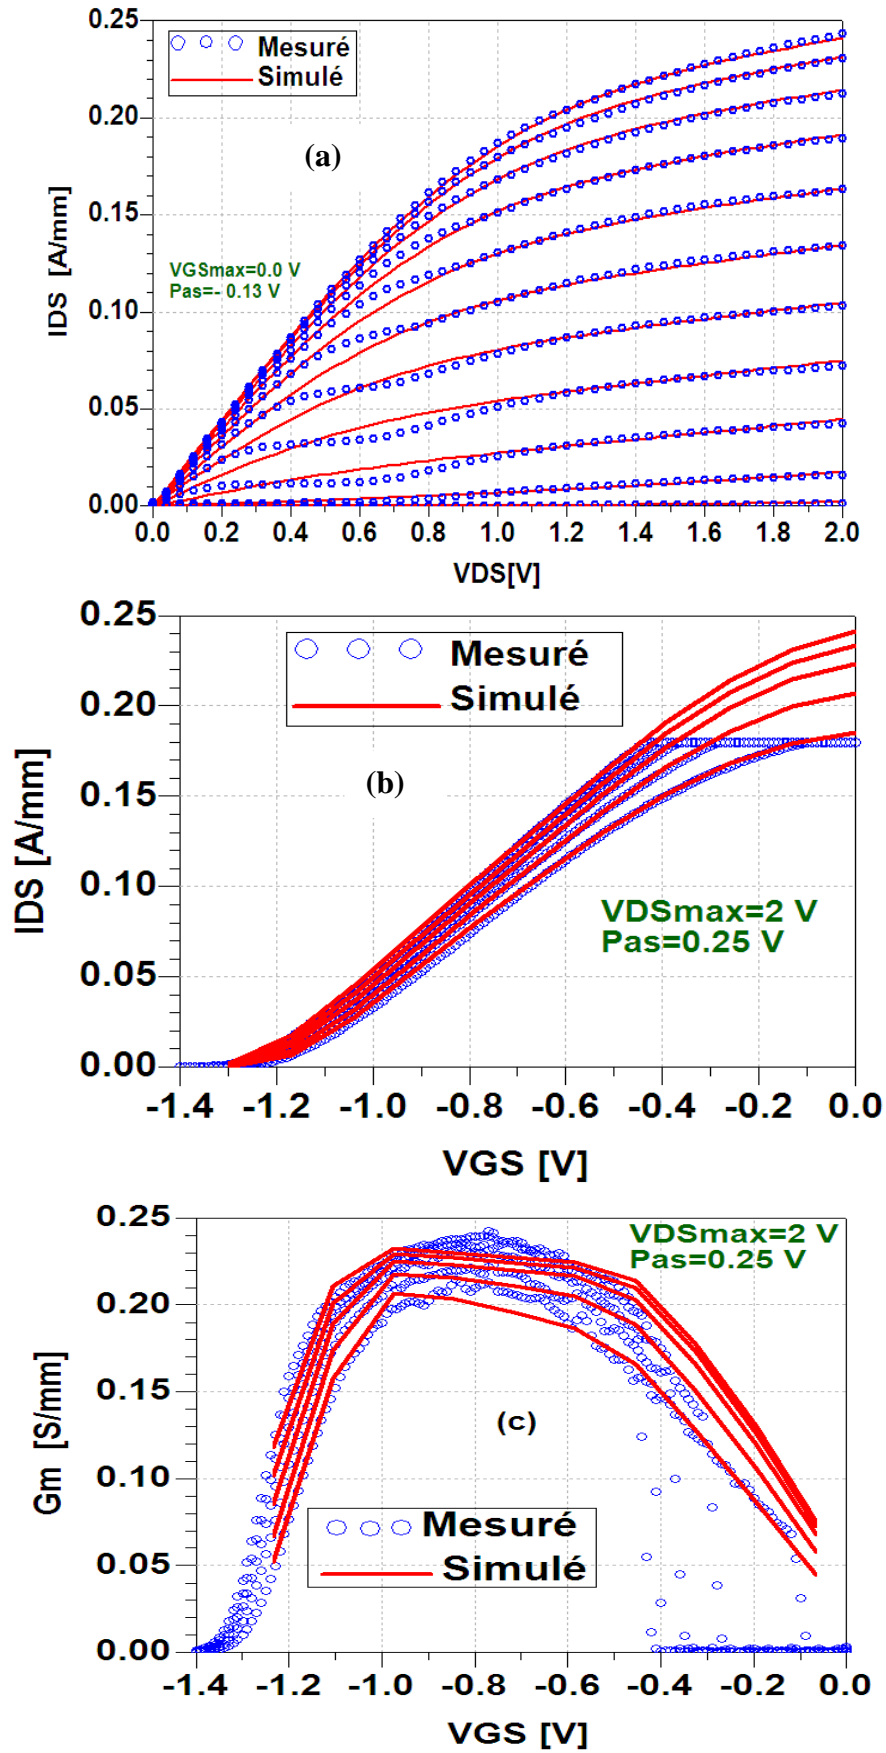 0.25
Mesuré
Simulé
0.20
(a)
0.15
VGSmax=0.0 V
Pas=- 0.13 V
0.10
0.05
0.00
IDS [A/mm]
0.0 0.2 0.4 0.6 0.8 1.0 1.2 1.4 1.6 1.8 2.0
VDS[V]
0.25
Mesuré
Simulé
0.20
(b)
0.15
0.10
VDSmax=2 V
Pas=0.25 V
0.05
0.00
IDS [A/mm]
-1.4 -1.2 -1.0 -0.8 -0.6 -0.4 -0.2 0.0
VGS [V]
0.25
VDSmax=2 V
Pas=0.25 V
0.20
0.15
(c)
0.10
Mesuré
Simulé
0.05
0.00
Gm [S/mm]
-1.4 -1.2 -1.0 -0.8 -0.6 -0.4 -0.2 0.0
VGS [V]